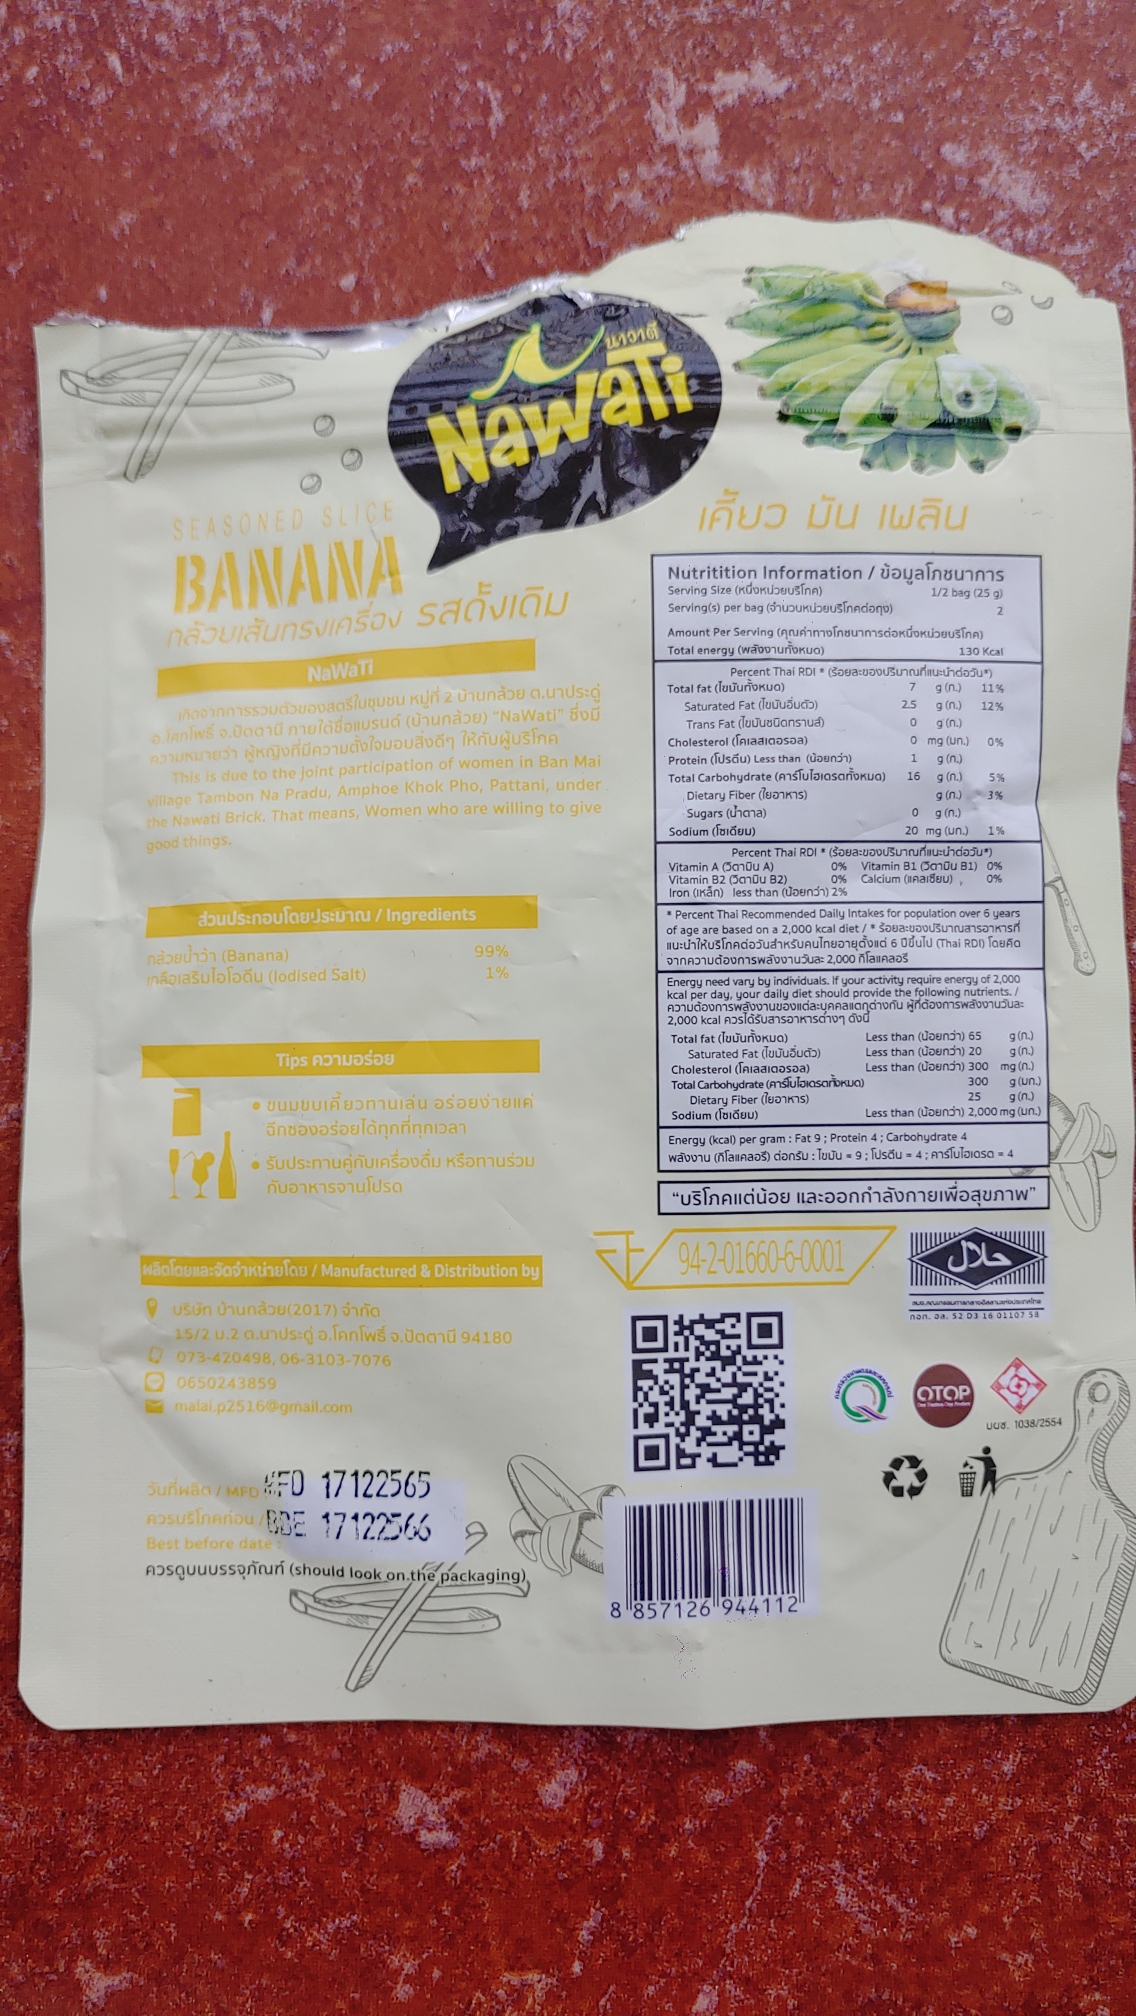 นาวาตี
NaWaTi
SEASONED SLICE
BANANA
กล้วยเส้นทรงเครื่อง รสดั้งเดิม
NaWaTi
เกิดจากการรวมตัวของสตรีในชุมชน หมู่ที่ 2 บ้านกล้วย ต.นาประดู่
อ.โคกโพธิ์ จ.ปัตตานี ภายใต้ชื่อแบรนด์ (บ้านกล้วย) “NaWati” ซึ่งมี
ความหมายว่า ผู้หญิงที่มีความตั้งใจมอบสิ่งดีๆ ให้กับผู้บริโภค
This is due to the joint participation of women in Ban Mai
village Tambon Na Pradu, Amphoe Khok Pho, Pattani, under
the Nawati Brick. That means, Women who are willing to give
good things.
ส่วนประกอบโดยประมาณ / Ingredients
กล้วยน้ำว้า (Banana) 99%
เกลือเสริมไอโอดีน (Iodised Salt) 1%
Tips ความอร่อย
• ขนมขบเคี้ยวทานเล่น อร่อยง่ายแค่
ฉีกซองอร่อยได้ทุกที่ทุกเวลา
• รับประทานคู่กับเครื่องดื่ม หรือทานร่วม
กับอาหารจานโปรด
ผลิตโดยและจัดจำหน่ายโดย / Manufactured & Distribution by
บริษัท บ้านกล้วย(2017) จำกัด
15/2 ม.2 ต.นาประดู่ อ.โคกโพธิ์ จ.ปัตตานี 94180
073-420498, 06-3103-7076
0650243859
malai.p2516@gmail.com
วันที่ผลิต / MFD MFD 17122565
ควรบริโภคก่อน / BBE 17122566
Best before date :
ควรดูบนบรรจุภัณฑ์ (should look on.the packaging)
เคี้ยว มัน เพลิน
Nutritition Information / ข้อมูลโภชนาการ
Serving Size (หนึ่งหน่วยบริโภค) 1/2 bag (25 g)
Serving(s) per bag (จำนวนหน่วยบริโภคต่อถุง) 2
Amount Per Serving (คุณค่าทางโภชนาการต่อหนึ่งหน่วยบริโภค)
Total energy (พลังงานทั้งหมด) 130 Kcal
Percent Thai RDI * (ร้อยละของปริมาณที่แนะนำต่อวัน*)
Total fat (ไขมันทั้งหมด) 7 g (ก.) 11%
Saturated Fat (ไขมันอิ่มตัว) 2.5 g (ก.) 12%
Trans Fat (ไขมันชนิดทรานส์) 0 g (ก.)
Cholesterol (โคเลสเตอรอล) 0 mg (มก.) 0%
Protein (โปรตีน) Less than (น้อยกว่า) 1 g (ก.)
Total Carbohydrate (คาร์โบไฮเดรตทั้งหมด) 16 g (ก.) 5%
Dietary Fiber (ใยอาหาร) g (ก.) 3%
Sugars (น้ำตาล) 0 g (ก.)
Sodium (โซเดียม) 20 mg (มก.) 1%
Percent Thai RDI * (ร้อยละของปริมาณที่แนะนำต่อวัน*)
Vitamin A (วิตามิน A) 0% Vitamin B1 (วิตามิน B1) 0%
Vitamin B2 (วิตามิน B2) 0% Calcium (แคลเซียม) 0%
Iron (เหล็ก) less than (น้อยกว่า) 2%
* Percent Thai Recommended Daily Intakes for population over 6 years
of age are based on a 2,000 kcal diet / * ร้อยละของปริมาณสารอาหารที่
แนะนำให้บริโภคต่อวันสำหรับคนไทยอายุตั้งแต่ 6 ปีขึ้นไป (Thai RDI) โดยคิด
จากความต้องการพลังงานวันละ 2,000 กิโลแคลอรี
Energy need vary by individuals. If your activity require energy of 2,000
kcal per day, your daily diet should provide the following nutrients. /
ความต้องการพลังงานของแต่ละบุคคลแตกต่างกัน ผู้ที่ต้องการพลังงานวันละ
2,000 kcal ควรได้รับสารอาหารต่างๆ ดังนี้
Total fat (ไขมันทั้งหมด) Less than (น้อยกว่า) 65 g (ก.)
Saturated Fat (ไขมันอิ่มตัว) Less than (น้อยกว่า) 20 g (ก.)
Cholesterol (โคเลสเตอรอล) Less than (น้อยกว่า) 300 mg (ก.)
Total Carbohydrate (คาร์โบไฮเดรตทั้งหมด) 300 g (มก.)
Dietary Fiber (ใยอาหาร) 25 g (ก.)
Sodium (โซเดียม) Less than (น้อยกว่า) 2,000 mg (มก.)
Energy (kcal) per gram : Fat 9 ; Protein 4 ; Carbohydrate 4
พลังงาน (กิโลแคลอรี) ต่อกรัม : ไขมัน = 9 ; โปรตีน = 4 ; คาร์โบไฮเดรต = 4
“บริโภคแต่น้อย และออกกำลังกายเพื่อสุขภาพ”
94-2-01660-6-0001
حلال
กอท. ฮล. 52 D3 16 01107 58
Q
OTOP
One Tambon One Product
มผช. 1038/2554
8 857126 944112